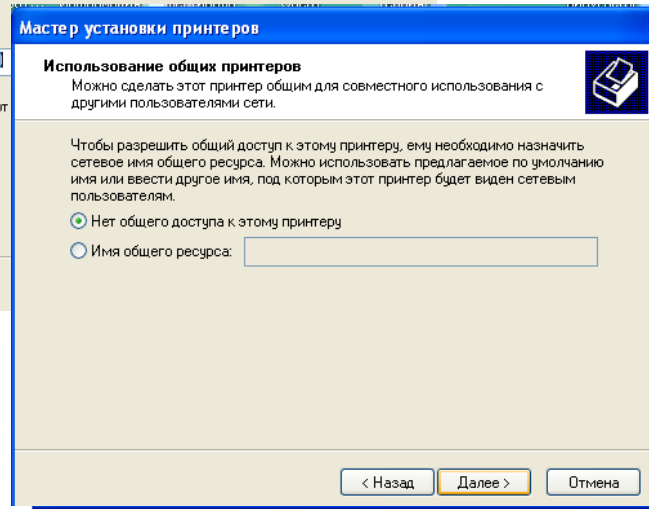 Мастер установки принтеров
Использование общих принтеров
Можно сделать этот принтер общим для совместного использования с
другими пользователями сети.
Чтобы разрешить общий доступ к этому принтеру, ему необходимо назначить
сетевое имя общего ресурса. Можно использовать предлагаемое по умолчанию
имя или ввести другое имя, под которым этот принтер будет виден сетевым
пользователям.
Нет общего доступа к этому принтеру
Имя общего ресурса:
< Назад
Далее >
Отмена